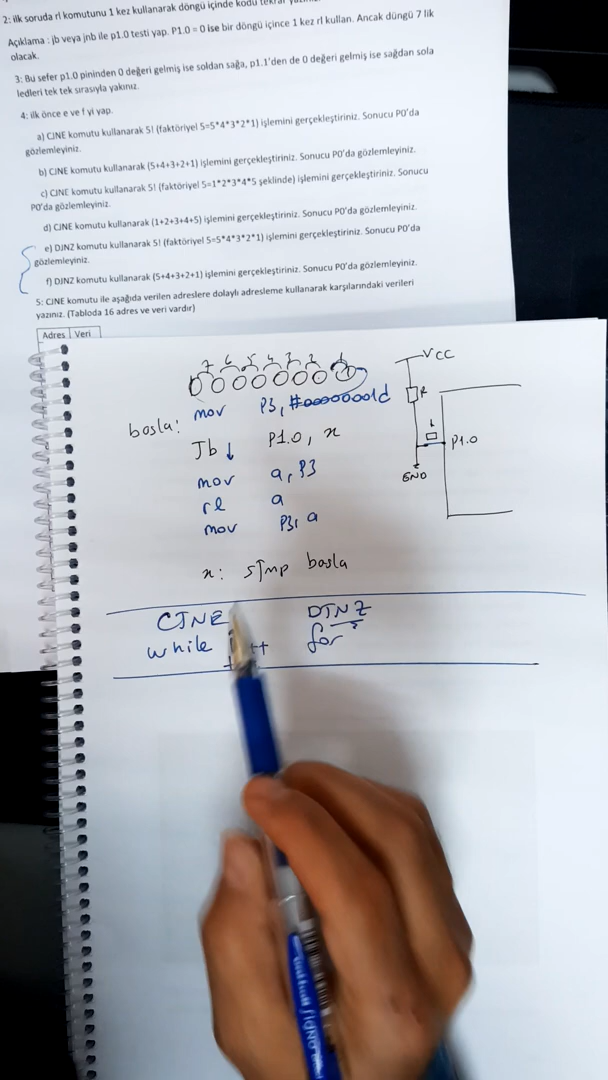 2: ilk soruda rl komutunu 1 kez kullanarak döngü içinde kodu tekrar
Açıklama : jb veya jnb ile p1.0 testi yap. P1.0 = 0 ise bir döngü içince 1 kez rl kullan. Ancak düngü 7 lik
olacak.
3: Bu sefer p1.0 pininden 0 değeri gelmiş ise soldan sağa, p1.1'den de 0 değeri gelmiş ise sağdan sola
ledleri tek tek sırasıyla yakınız.
4: ilk önce e ve f yi yap.
a) CJNE komutu kullanarak 5! (faktöriyel 5=5*4*3*2*1) işlemini gerçekleştiriniz. Sonucu P0'da
gözlemleyiniz.
b) CJNE komutu kullanarak (5+4+3+2+1) işlemini gerçekleştiriniz. Sonucu P0'da gözlemleyiniz.
c) CJNE komutu kullanarak 5! (faktöriyel 5=1*2*3*4*5 şeklinde) işlemini gerçekleştiriniz. Sonucu
P0'da gözlemleyiniz.
d) CJNE komutu kullanarak (1+2+3+4+5) işlemini gerçekleştiriniz. Sonucu P0'da gözlemleyiniz.
e) DJNZ komutu kullanarak 5! (faktöriyel 5=5*4*3*2*1) işlemini gerçekleştiriniz. Sonucu P0'da
gözlemleyiniz.
f) DJNZ komutu kullanarak (5+4+3+2+1) işlemini gerçekleştiriniz. Sonucu P0'da gözlemleyiniz.
5: CJNE komutu ile aşağıda verilen adreslere dolaylı adresleme kullanarak karşılarındaki verileri
yazınız. (Tabloda 16 adres ve veri vardır)
Adres Veri
7 6 5 4 3 2 1
VCC
R
mov P3, #00000001d
basla: Jb P1.0, x
P1.0
mov a, P3
GND
rl a
mov P3, a
x: sjmp basla
CJNE DJNZ
while ++ for